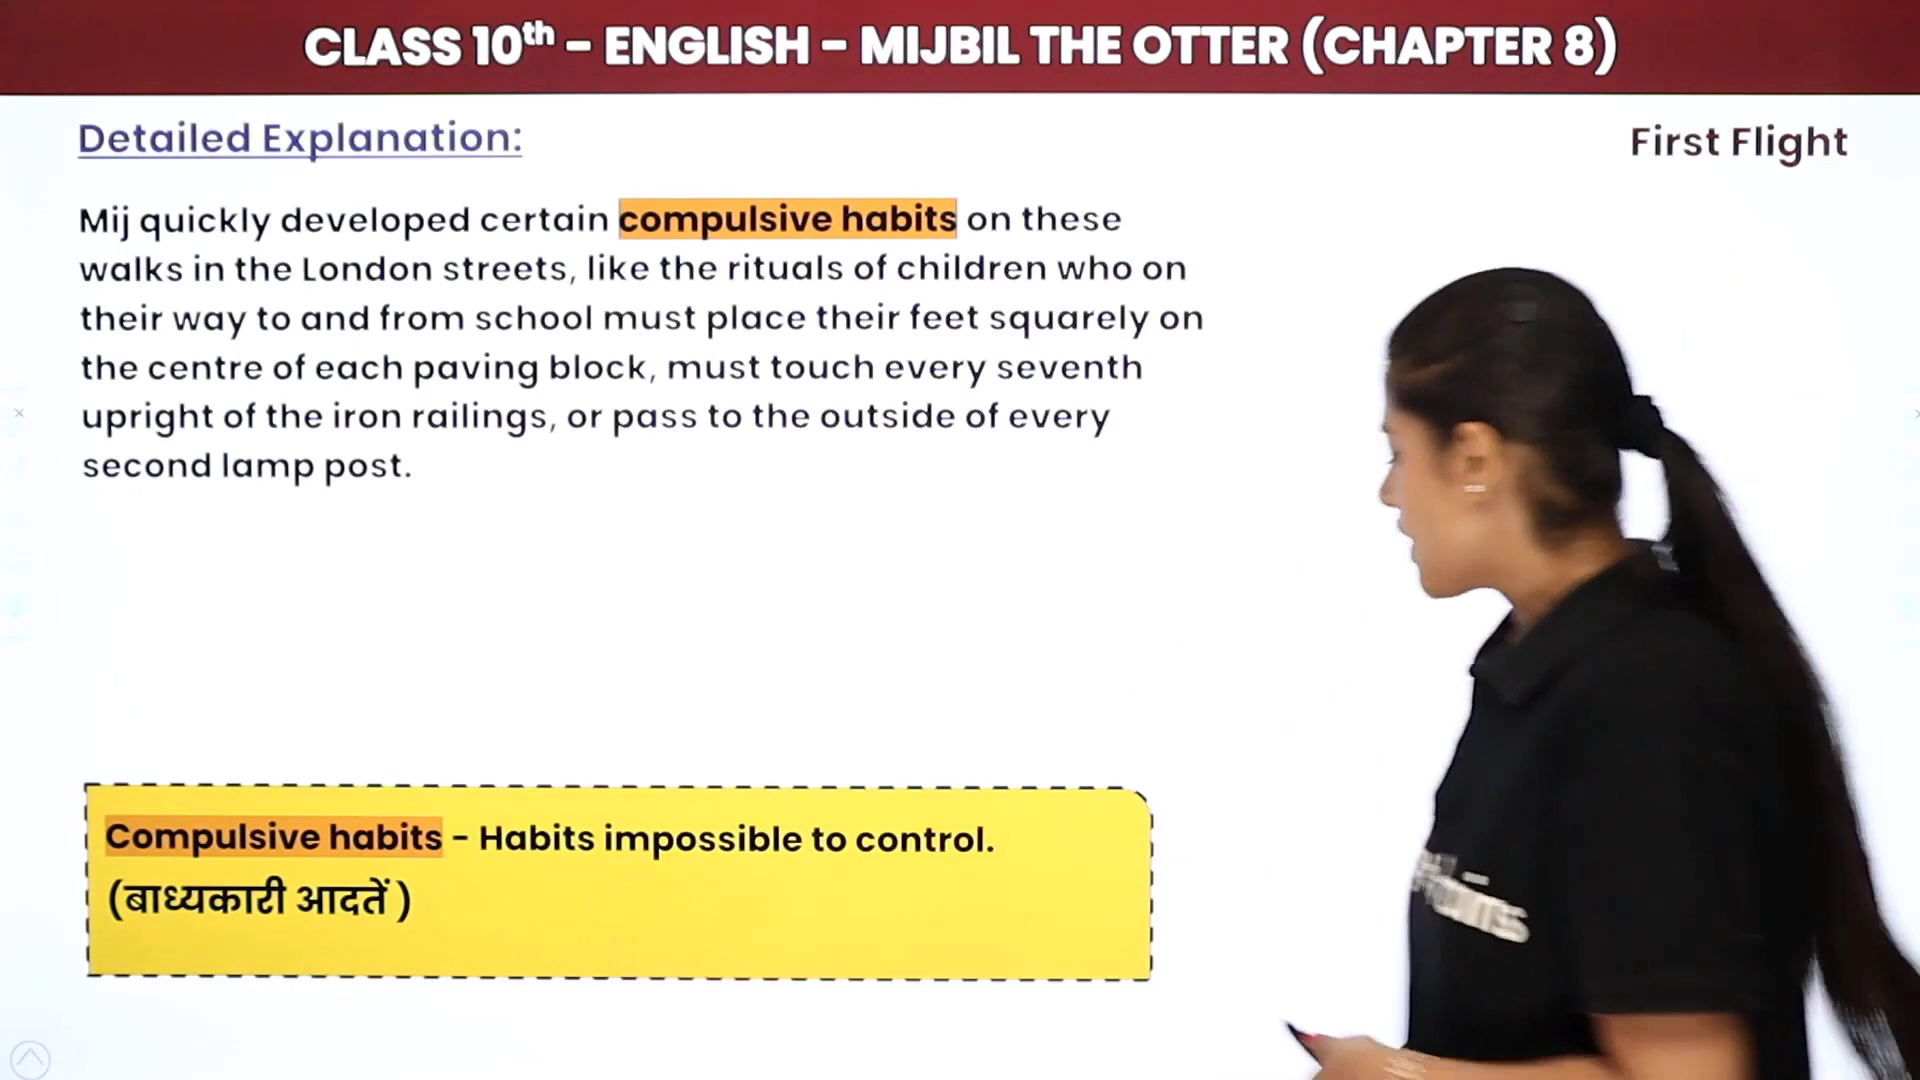 CLASS 10th – ENGLISH – MIJBIL THE OTTER (CHAPTER 8)
Detailed Explanation:
First Flight
Mij quickly developed certain compulsive habits on these
walks in the London streets, like the rituals of children who on
their way to and from school must place their feet squarely on
the centre of each paving block, must touch every seventh
upright of the iron railings, or pass to the outside of every
second lamp post.
Compulsive habits - Habits impossible to control.
(बाध्यकारी आदतें )